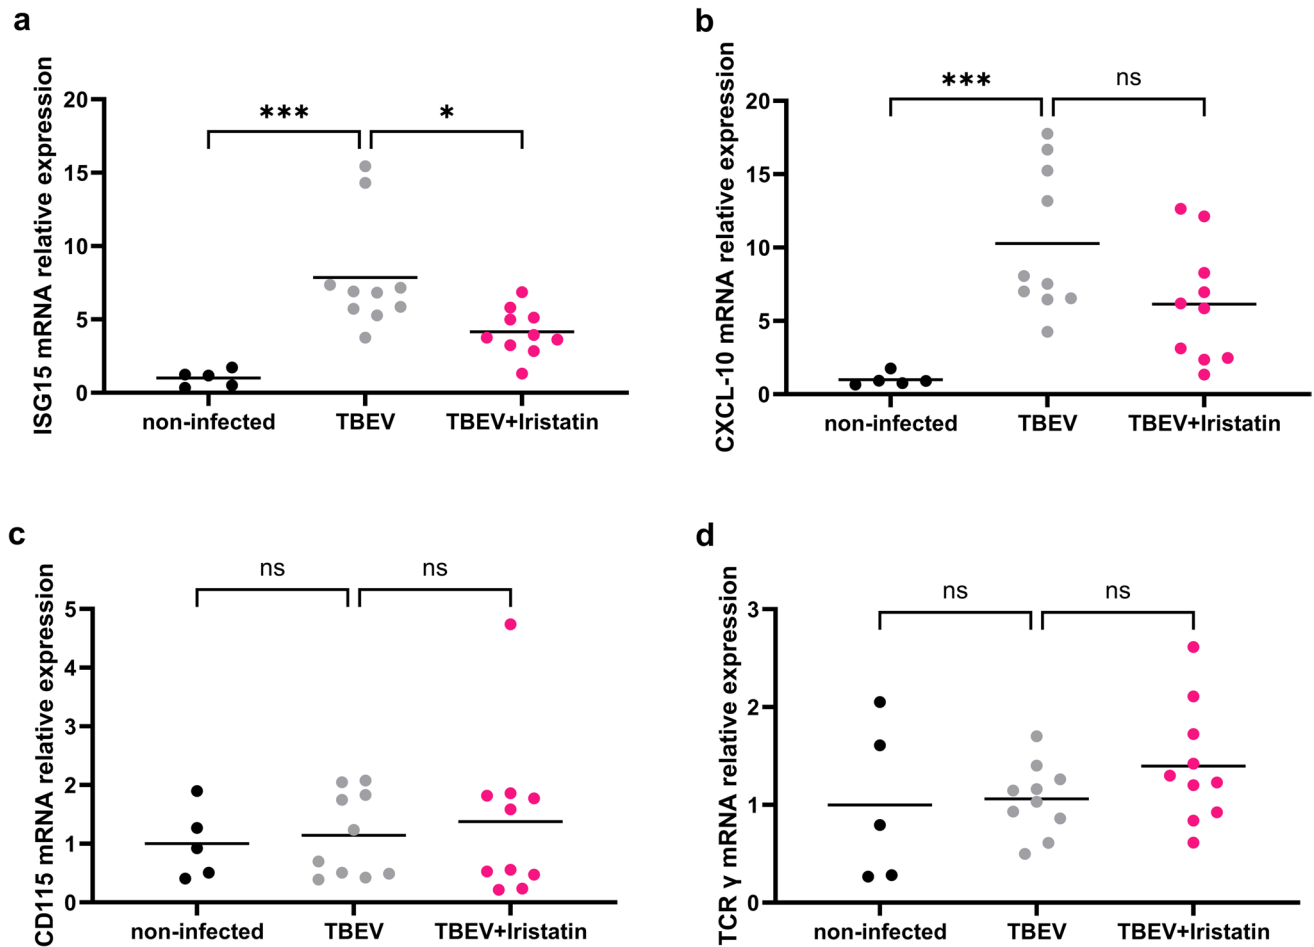 a
ISG15 mRNA relative expression
20
15
10
5
0
***
*
non-infected
TBEV
TBEV+Iristatin
b
CXCL-10 mRNA relative expression
20
15
10
5
0
***
ns
non-infected
TBEV
TBEV+Iristatin
c
CD115 mRNA relative expression
5
4
3
2
1
0
ns
ns
non-infected
TBEV
TBEV+Iristatin
d
TCR γ mRNA relative expression
3
2
1
0
ns
ns
non-infected
TBEV
TBEV+Iristatin